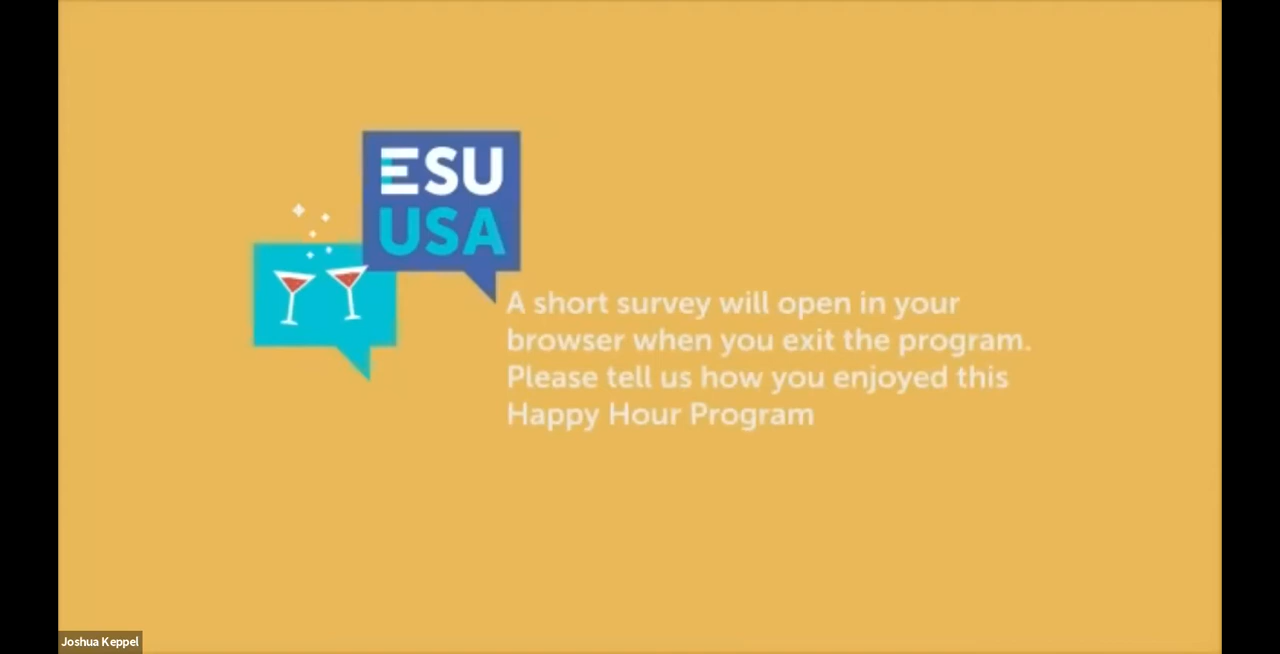 ESU
USA
A short survey will open in your
browser when you exit the program.
Please tell us how you enjoyed this
Happy Hour Program
Joshua Keppel